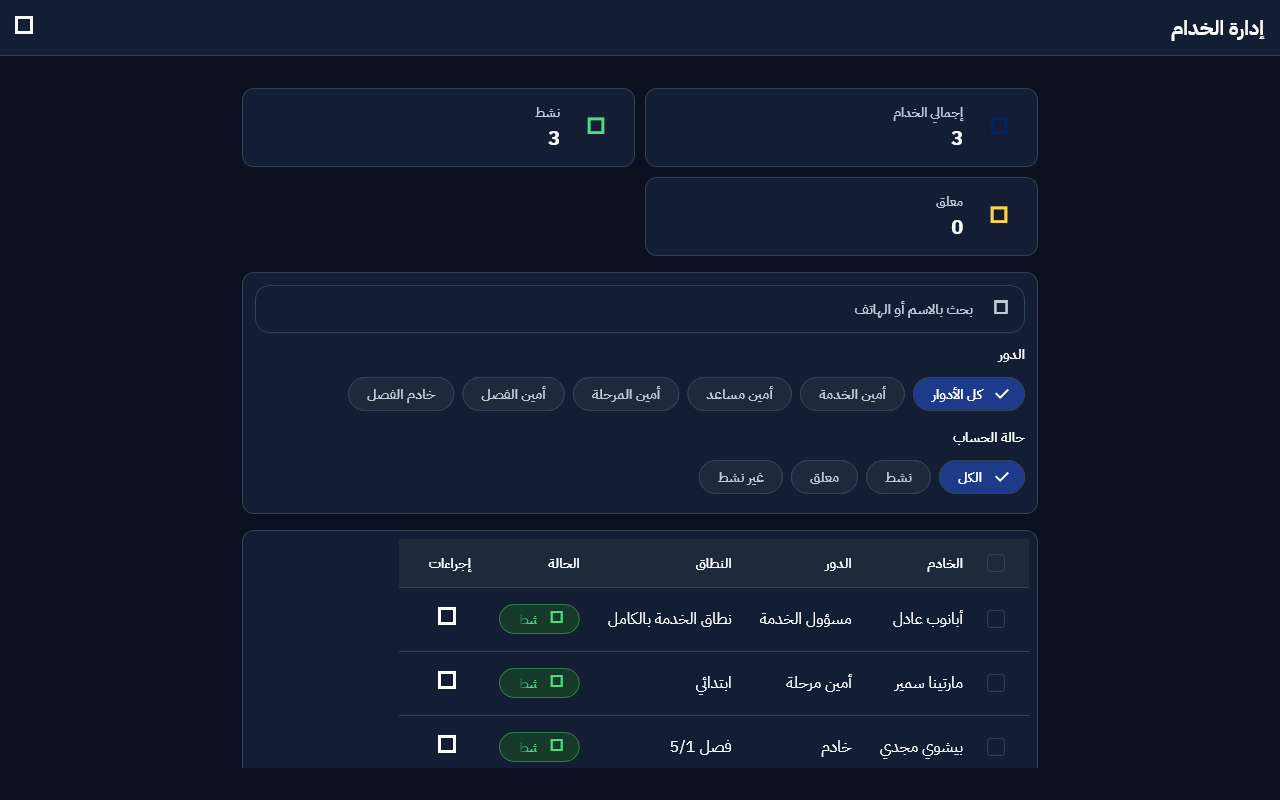 إدارة الخدام
إجمالي الخدام
3
نشط
3
معلق
0
بحث بالاسم أو الهاتف
الدور
كل الأدوار
أمين الخدمة
أمين مساعد
أمين المرحلة
أمين الفصل
خادم الفصل
حالة الحساب
الكل
نشط
معلق
غير نشط
الخادم الدور النطاق الحالة إجراءات
أبانوب عادل مسؤول الخدمة نطاق الخدمة بالكامل
مارتينا سمير أمين مرحلة ابتدائي
بيشوي مجدي خادم فصل 5/1